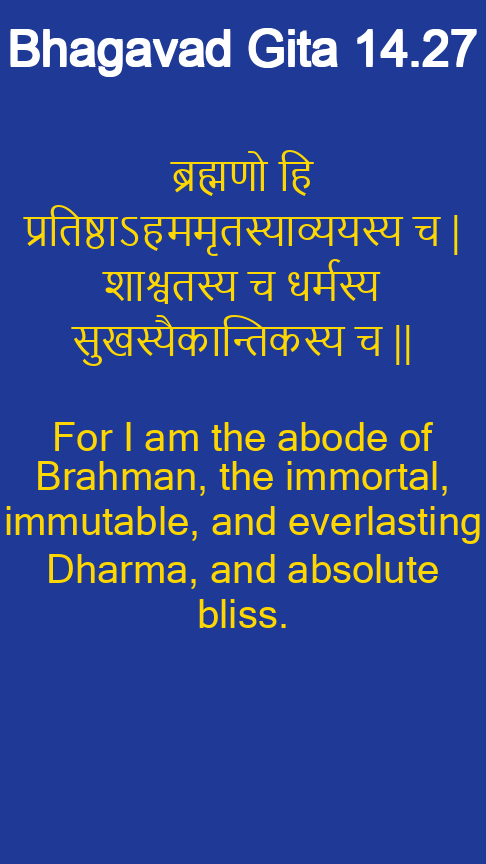 Bhagavad Gita 14.27
ब्रह्मणो हि
प्रतिष्ठाऽहममृतस्याव्ययस्य च |
शाश्वतस्य च धर्मस्य
सुखस्यैकान्तिकस्य च ||
For I am the abode of
Brahman, the immortal,
immutable, and everlasting
Dharma, and absolute
bliss.